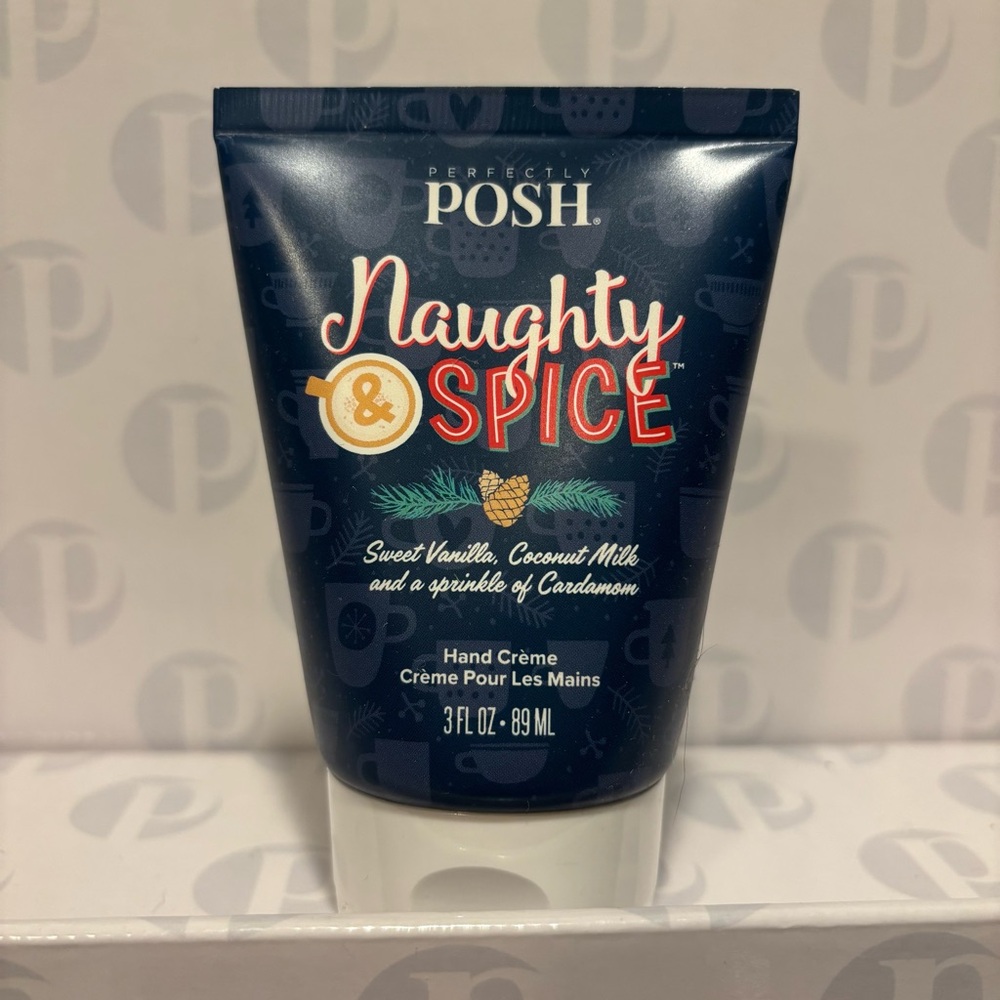 PERFECTLY
POSH®
Naughty
& SPICE™
Sweet Vanilla, Coconut Milk
and a sprinkle of Cardamom
Hand Crème
Crème Pour Les Mains
3 FL OZ • 89 ML